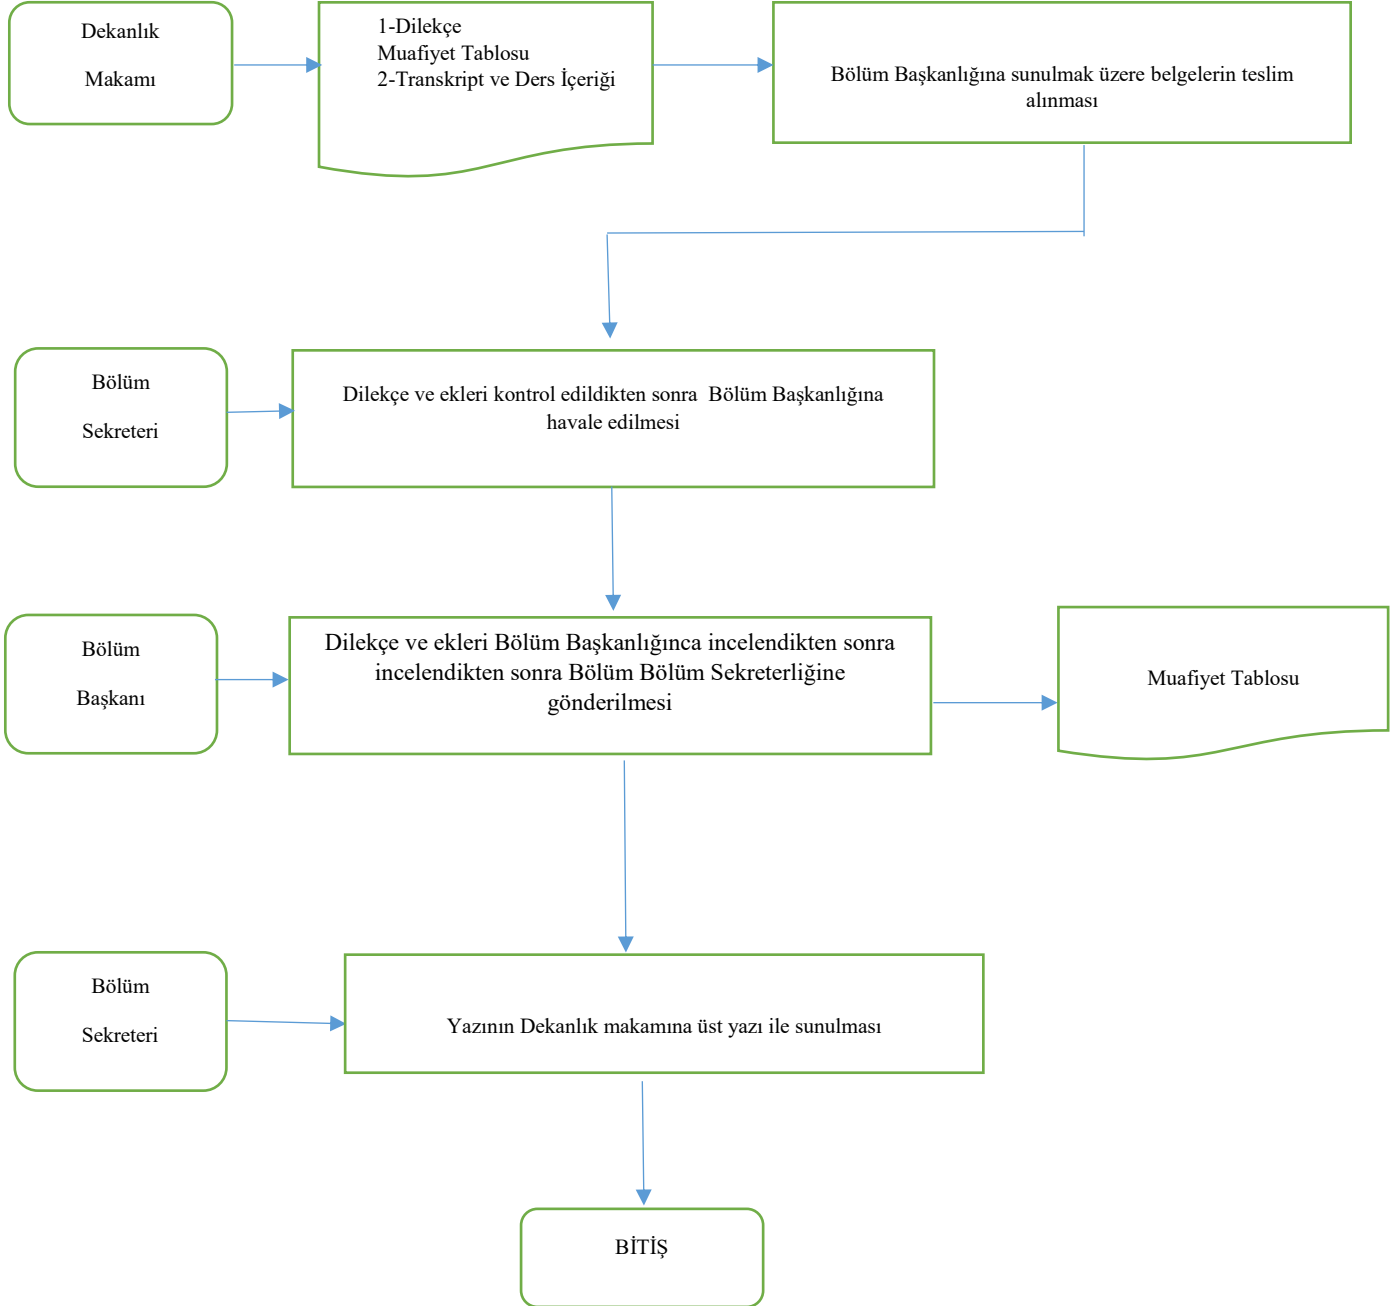 Dekanlık
Makamı
1-Dilekçe
Muafiyet Tablosu
2-Transkript ve Ders İçeriği
Bölüm Başkanlığına sunulmak üzere belgelerin teslim
alınması
Bölüm
Sekreteri
Dilekçe ve ekleri kontrol edildikten sonra  Bölüm Başkanlığına
havale edilmesi
Bölüm
Başkanı
Dilekçe ve ekleri Bölüm Başkanlığınca incelendikten sonra
incelendikten sonra Bölüm Bölüm Sekreterliğine
gönderilmesi
Muafiyet Tablosu
Bölüm
Sekreteri
Yazının Dekanlık makamına üst yazı ile sunulması
BİTİŞ